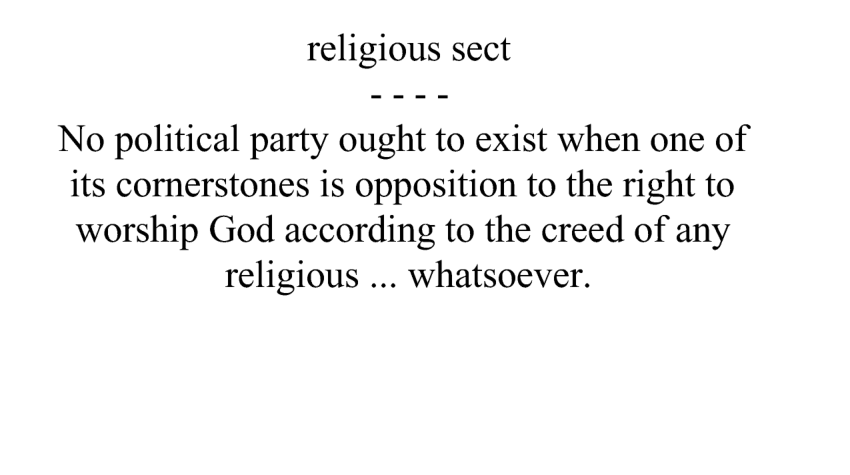 religious sect
- - - -
No political party ought to exist when one of
its cornerstones is opposition to the right to
worship God according to the creed of any
religious ... whatsoever.